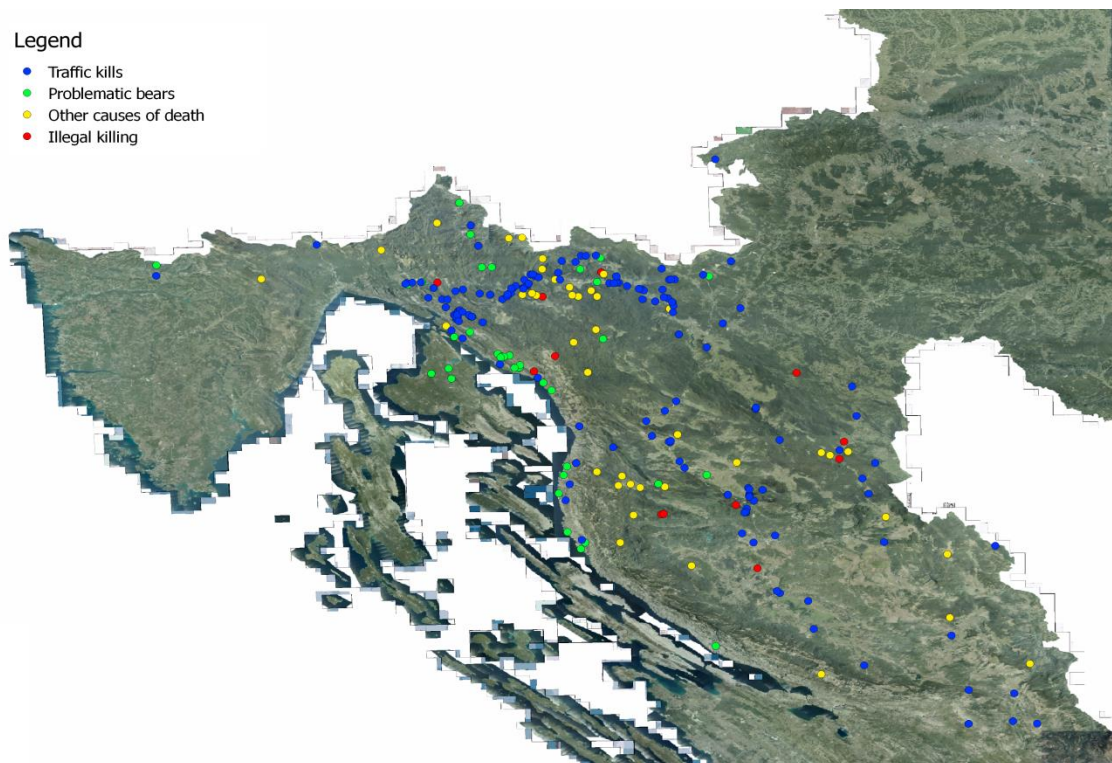 Legend
Traffic kills
Problematic bears
Other causes of death
Illegal killing